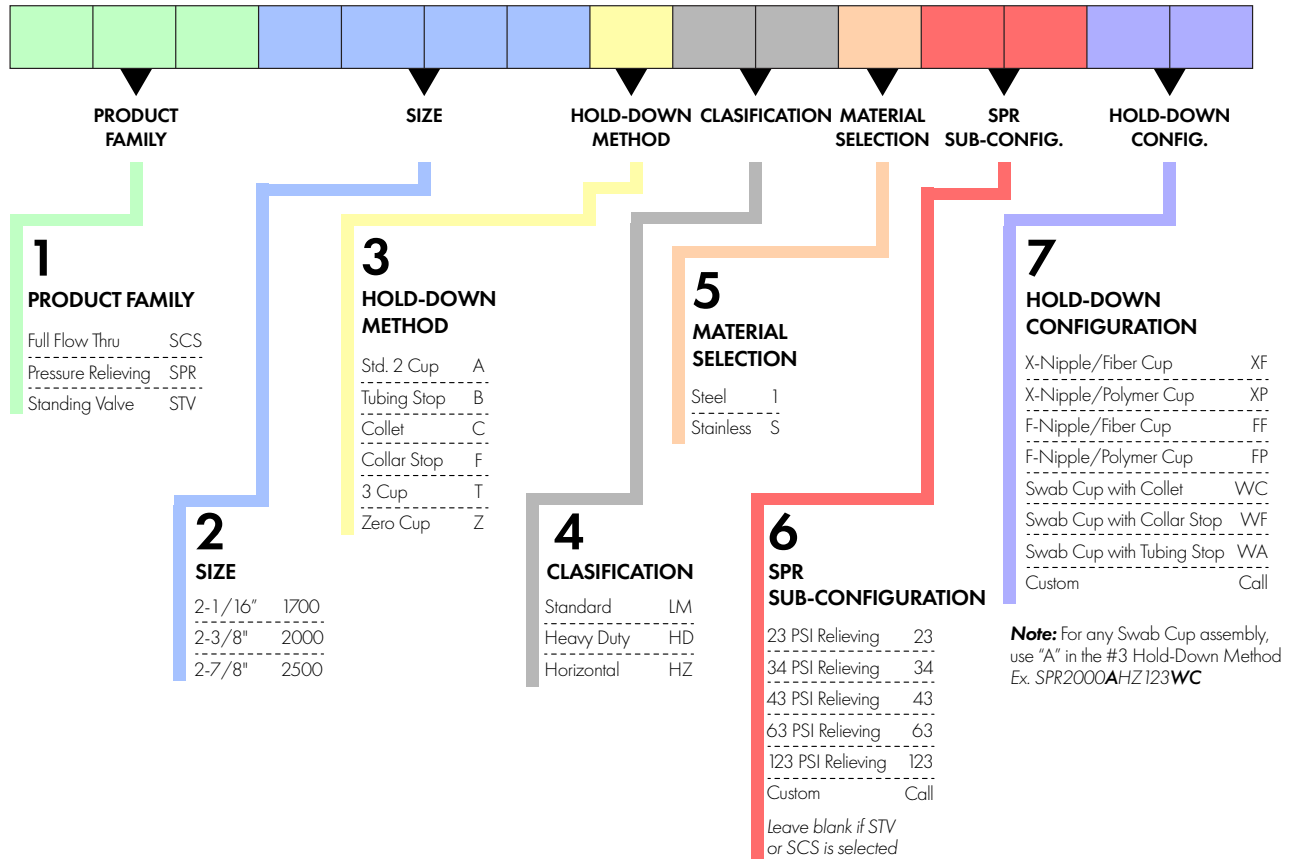 PRODUCT
FAMILY
SIZE
HOLD-DOWN
METHOD
CLASIFICATION
MATERIAL
SELECTION
SPR
SUB-CONFIG.
HOLD-DOWN
CONFIG.
1
PRODUCT FAMILY
Full Flow Thru SCS
Pressure Relieving SPR
Standing Valve STV
2
SIZE
2-1/16" 1700
2-3/8" 2000
2-7/8" 2500
3
HOLD-DOWN
METHOD
Std. 2 Cup A
Tubing Stop B
Collet C
Collar Stop F
3 Cup T
Zero Cup Z
4
CLASIFICATION
Standard LM
Heavy Duty HD
Horizontal HZ
5
MATERIAL
SELECTION
Steel 1
Stainless S
6
SPR
SUB-CONFIGURATION
23 PSI Relieving 23
34 PSI Relieving 34
43 PSI Relieving 43
63 PSI Relieving 63
123 PSI Relieving 123
Custom Call
Leave blank if STV
or SCS is selected
7
HOLD-DOWN
CONFIGURATION
X-Nipple/Fiber Cup XF
X-Nipple/Polymer Cup XP
F-Nipple/Fiber Cup FF
F-Nipple/Polymer Cup FP
Swab Cup with Collet WC
Swab Cup with Collar Stop WF
Swab Cup with Tubing Stop WA
Custom Call
Note: For any Swab Cup assembly,
use "A" in the #3 Hold-Down Method
Ex. SPR2000AHZ123WC